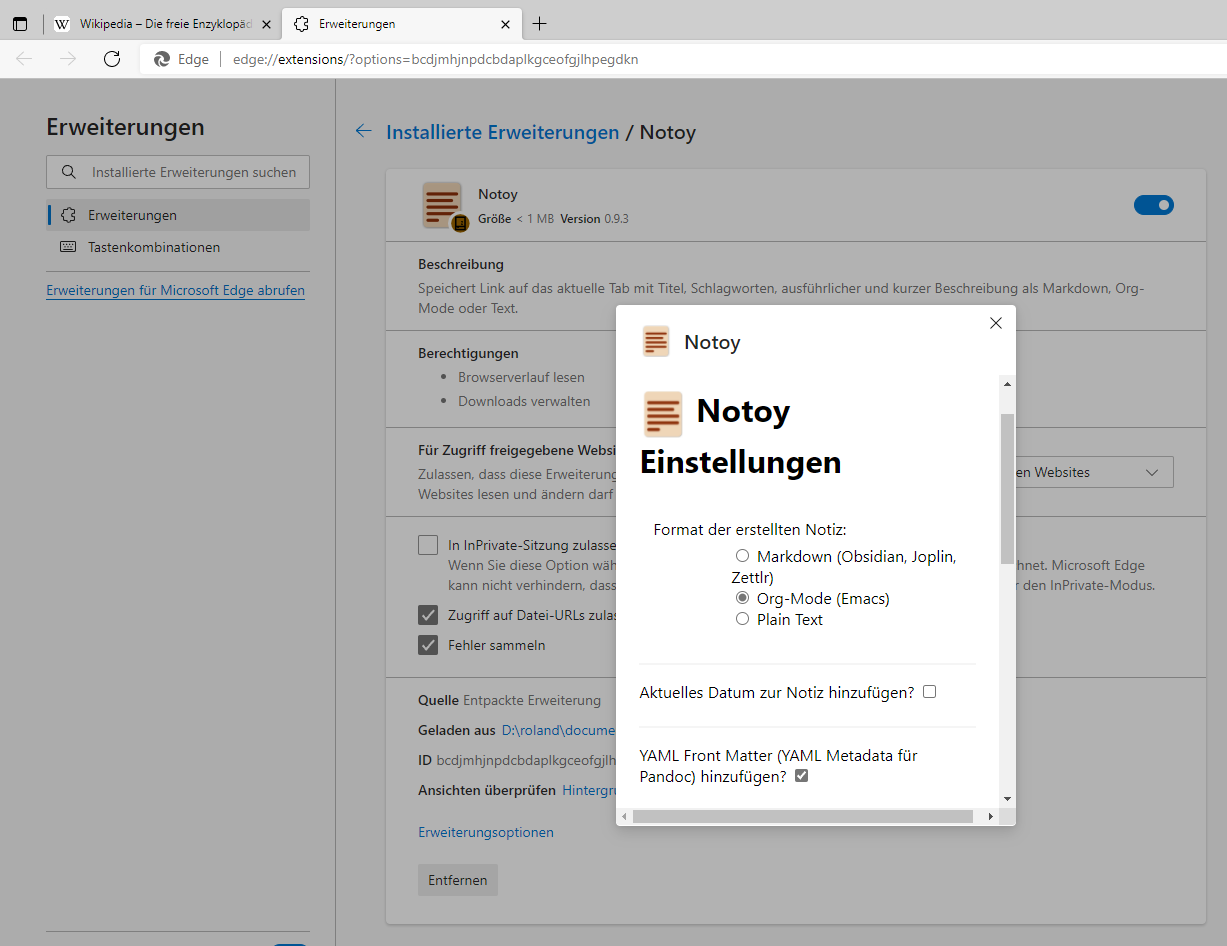 Wikipedia – Die freie Enzyklopäd
Erweiterungen
Edge
edge://extensions/?options=bcdjmhjnpdcbdaplkgceofgjlhpegdkn
Erweiterungen
Installierte Erweiterungen suchen
Erweiterungen
Tastenkombinationen
Erweiterungen für Microsoft Edge abrufen
Installierte Erweiterungen / Notoy
Notoy
Größe < 1 MB Version 0.9.3
Beschreibung
Speichert Link auf das aktuelle Tab mit Titel, Schlagworten, ausführlicher und kurzer Beschreibung als Markdown, Org-
Mode oder Text.
Berechtigungen
Browserverlauf lesen
Downloads verwalten
Für Zugriff freigegebene Websi
Zulassen, dass diese Erweiterung
Websites lesen und ändern darf
en Websites
In InPrivate-Sitzung zulasse
Wenn Sie diese Option wäh
hnet. Microsoft Edge
kann nicht verhindern, dass
r den InPrivate-Modus.
Zugriff auf Datei-URLs zulas
Fehler sammeln
Quelle Entpackte Erweiterung
Geladen aus D:\roland\docume
ID bcdjmhjnpdcbdaplkgceofgjlh
Ansichten überprüfen Hintergru
Erweiterungsoptionen
Entfernen
Notoy
Notoy
Einstellungen
Format der erstellten Notiz:
Markdown (Obsidian, Joplin,
Zettlr)
Org-Mode (Emacs)
Plain Text
Aktuelles Datum zur Notiz hinzufügen?
YAML Front Matter (YAML Metadata für
Pandoc) hinzufügen?